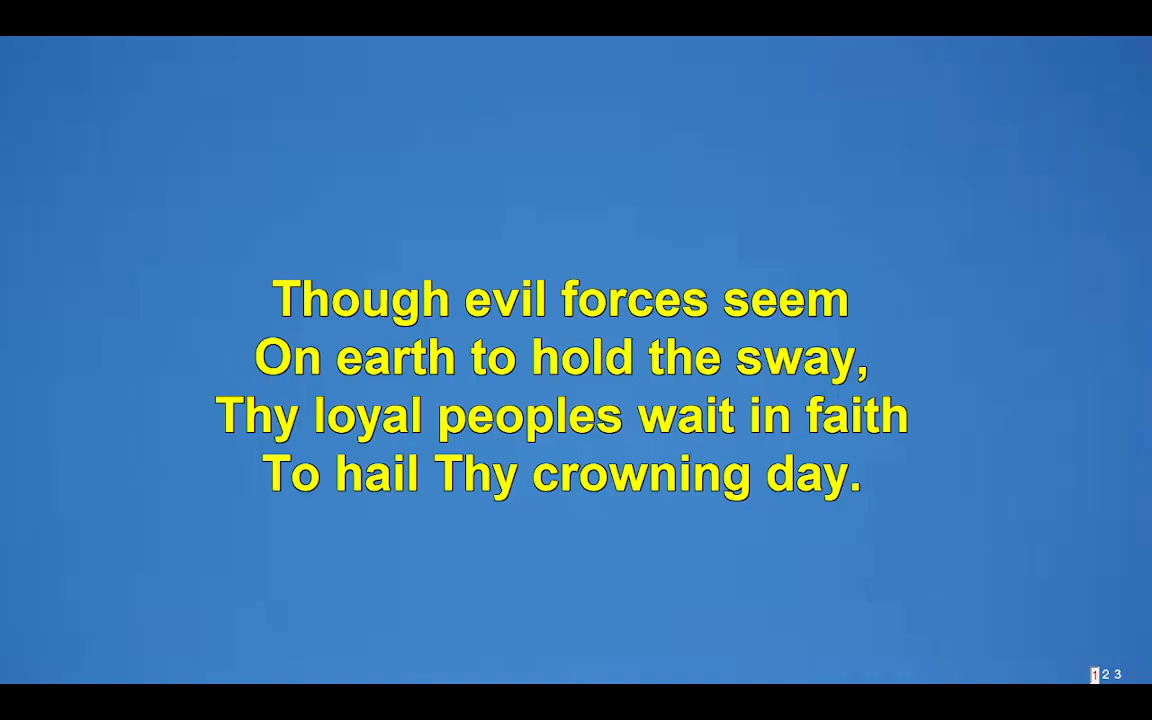 Though evil forces seem
On earth to hold the sway,
Thy loyal peoples wait in faith
To hail Thy crowning day.
1 2 3